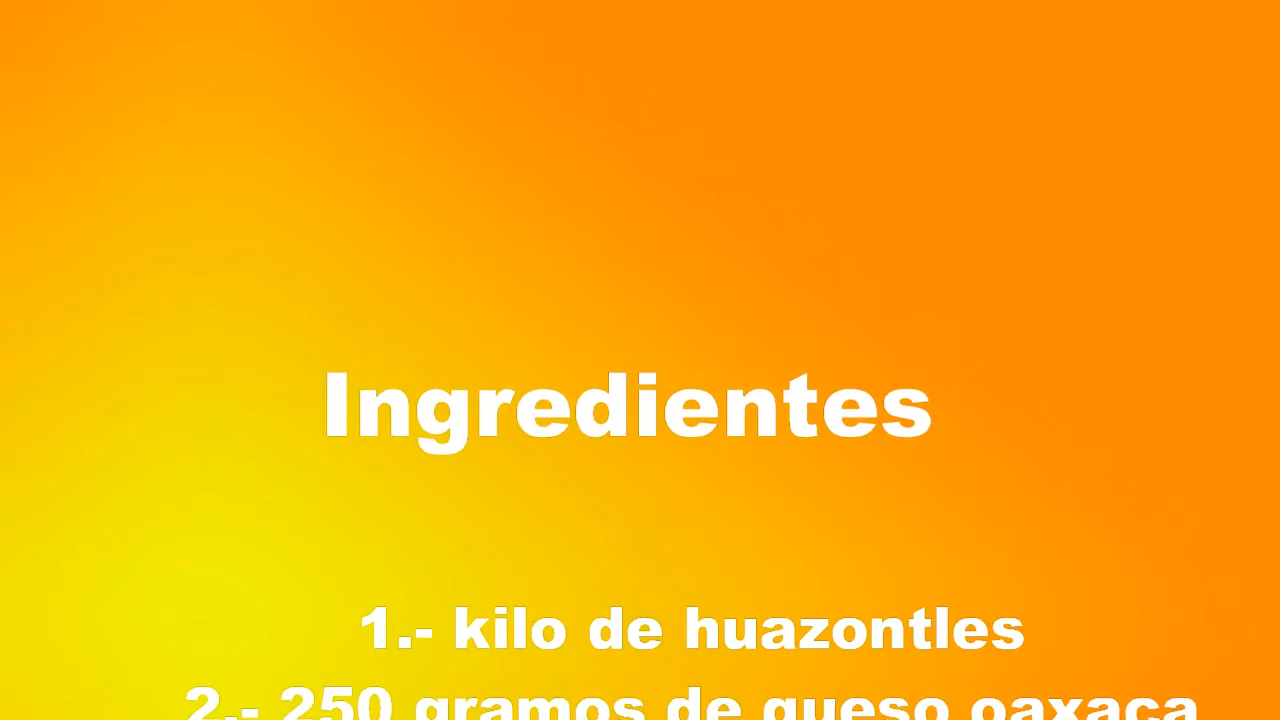 Ingredientes
1.- kilo de huazontles
2.- 250 gramos de queso oaxaca